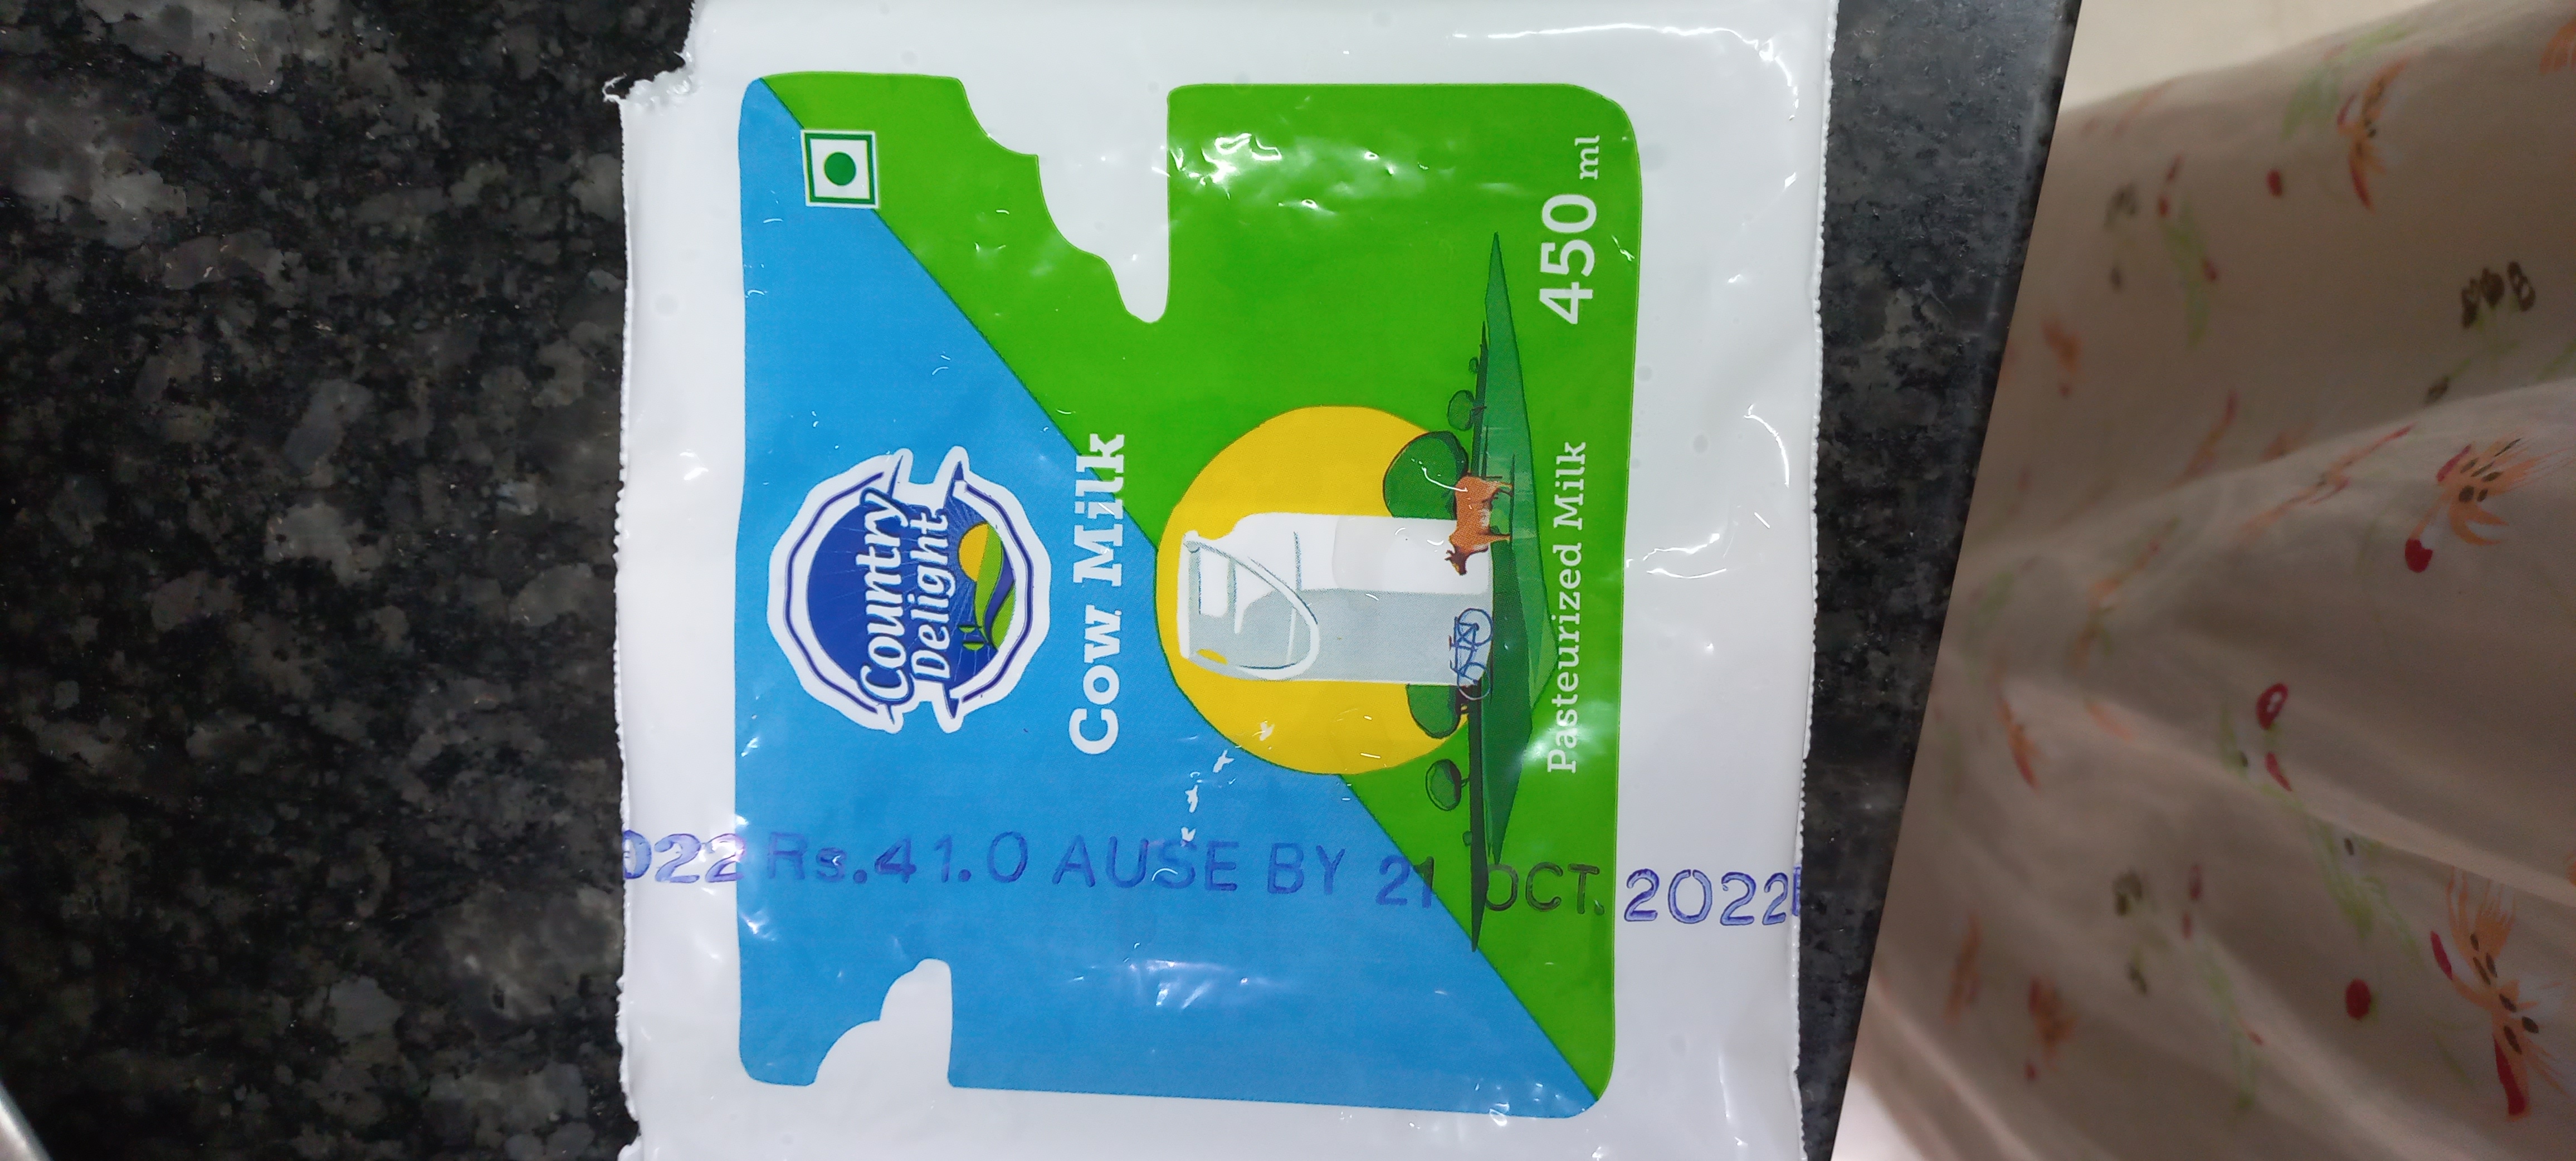 Country
Delight
Cow Milk
Pasteurized Milk
450 ml
022 Rs.41.0 AUSE BY 21 OCT. 2022